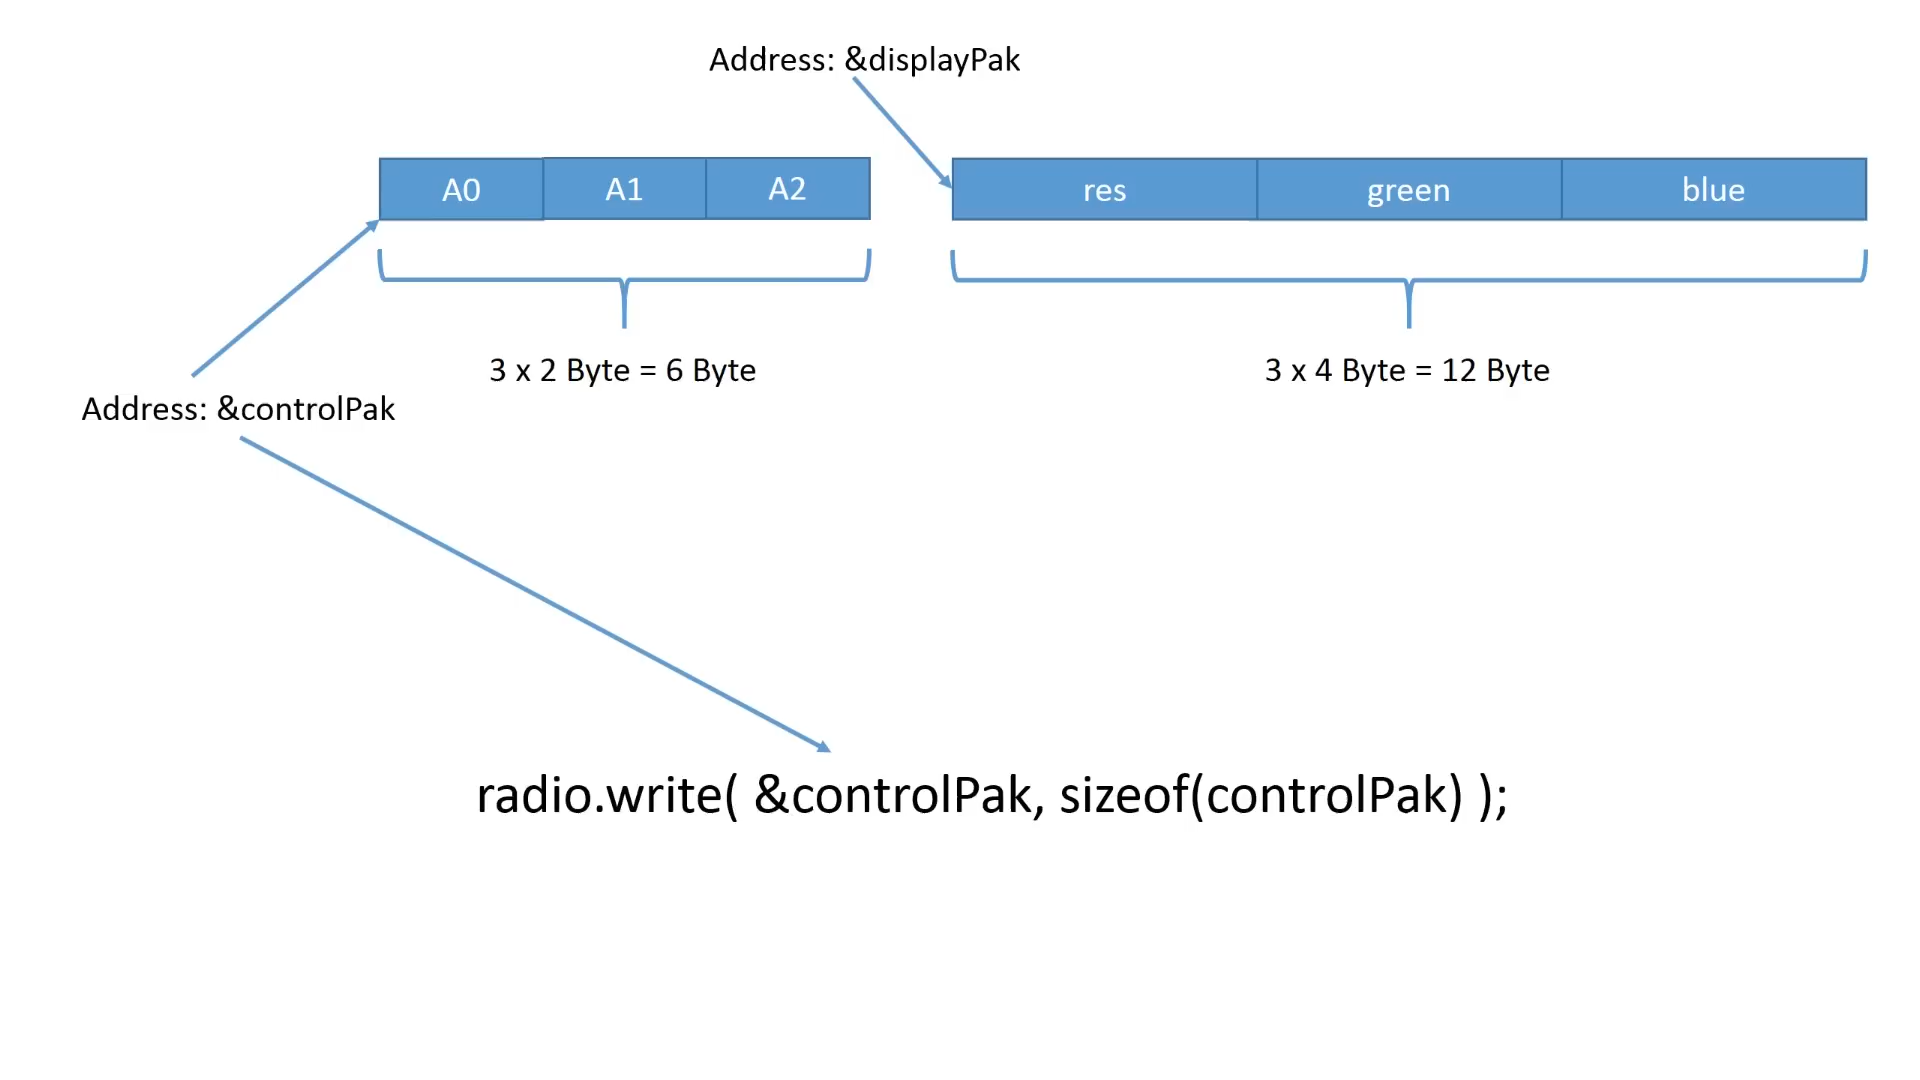 Address: &displayPak
A0 A1 A2 res green blue
3 x 2 Byte = 6 Byte
3 x 4 Byte = 12 Byte
Address: &controlPak
radio.write( &controlPak, sizeof(controlPak) );